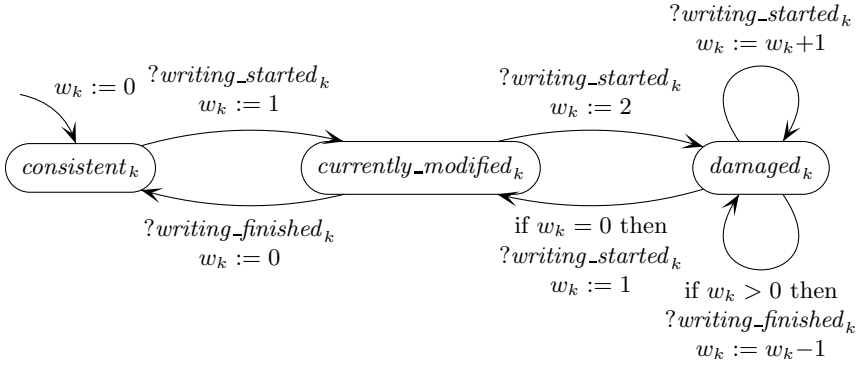 w_k := 0
?writing_started_k
w_k := 1
?writing_started_k
w_k := 2
?writing_started_k
w_k := w_k+1
consistent_k
currently_modified_k
damaged_k
?writing_finished_k
w_k := 0
if w_k = 0 then
?writing_started_k
w_k := 1
if w_k > 0 then
?writing_finished_k
w_k := w_k−1